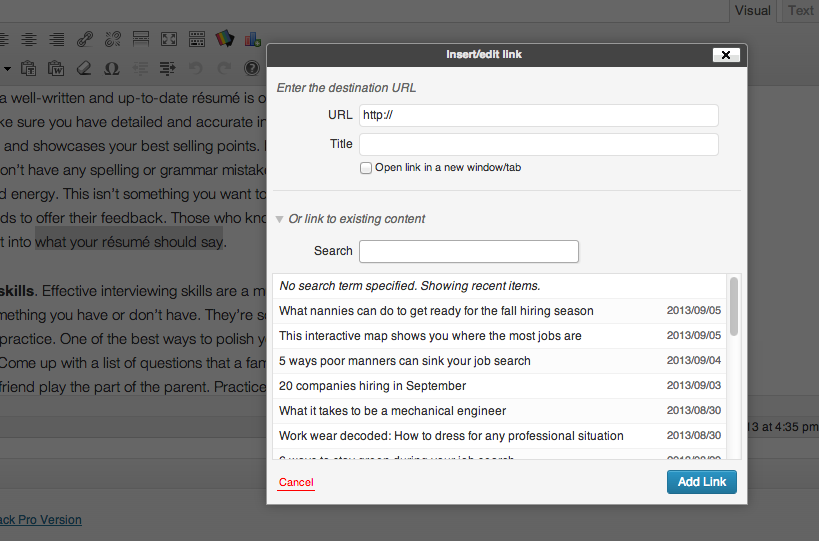 Visual Text
Insert/edit link
Enter the destination URL
URL http://
Title
Open link in a new window/tab
Or link to existing content
Search
No search term specified. Showing recent items.
What nannies can do to get ready for the fall hiring season 2013/09/05
This interactive map shows you where the most jobs are 2013/09/05
5 ways poor manners can sink your job search 2013/09/04
20 companies hiring in September 2013/09/03
What it takes to be a mechanical engineer 2013/08/30
Work wear decoded: How to dress for any professional situation 2013/08/30
Cancel
Add Link
a well-written and up-to-date résumé is o
ke sure you have detailed and accurate in
and showcases your best selling points.
on't have any spelling or grammar mistake
d energy. This isn't something you want to
ds to offer their feedback. Those who kno
t into what your résumé should say.
skills. Effective interviewing skills are a m
mething you have or don't have. They're s
practice. One of the best ways to polish y
Come up with a list of questions that a fam
friend play the part of the parent. Practice
13 at 4:35 pm
ack Pro Version